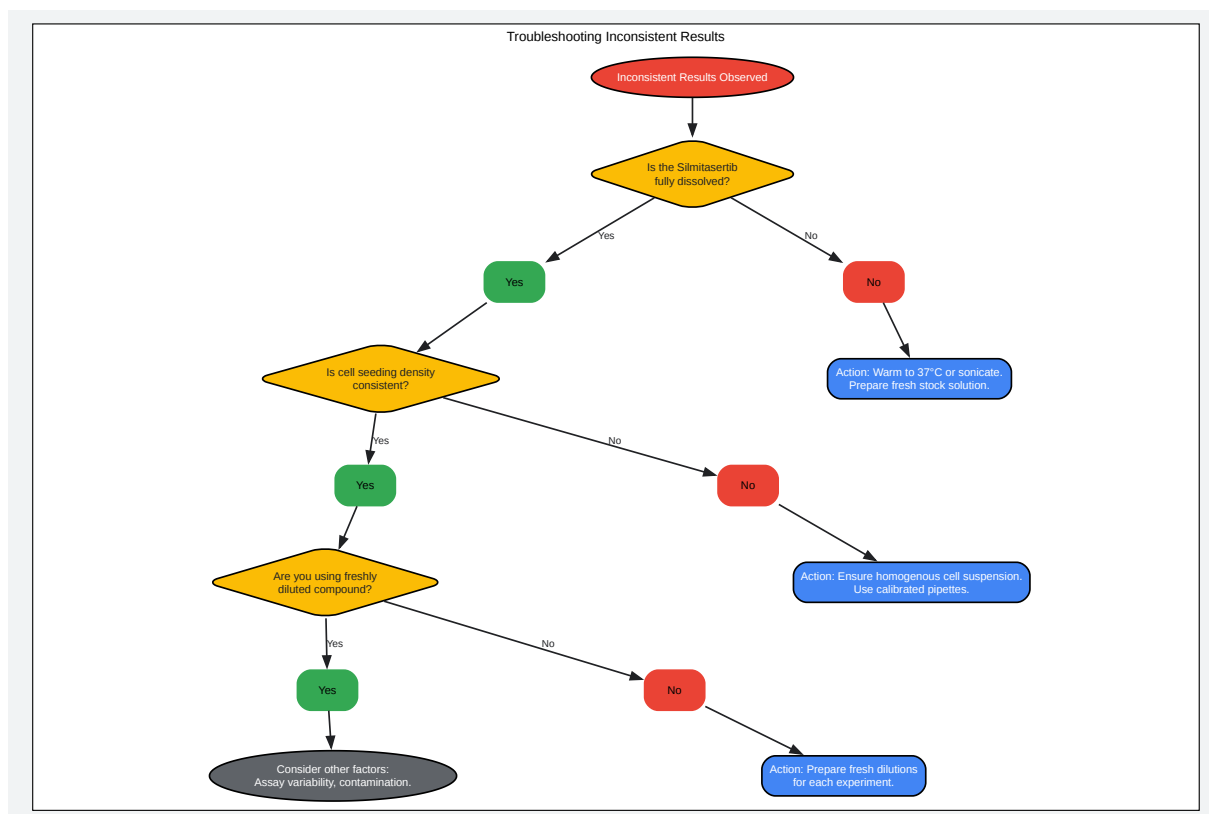 Troubleshooting Inconsistent Results
Inconsistent Results Observed
Is the Silmitasertib
fully dissolved?
Yes
No
Yes
No
Is cell seeding density
consistent?
Action: Warm to 37°C or sonicate.
Prepare fresh stock solution.
Yes
No
Yes
No
Are you using freshly
diluted compound?
Action: Ensure homogenous cell suspension.
Use calibrated pipettes.
Yes
No
Yes
No
Consider other factors:
Assay variability, contamination.
Action: Prepare fresh dilutions
for each experiment.